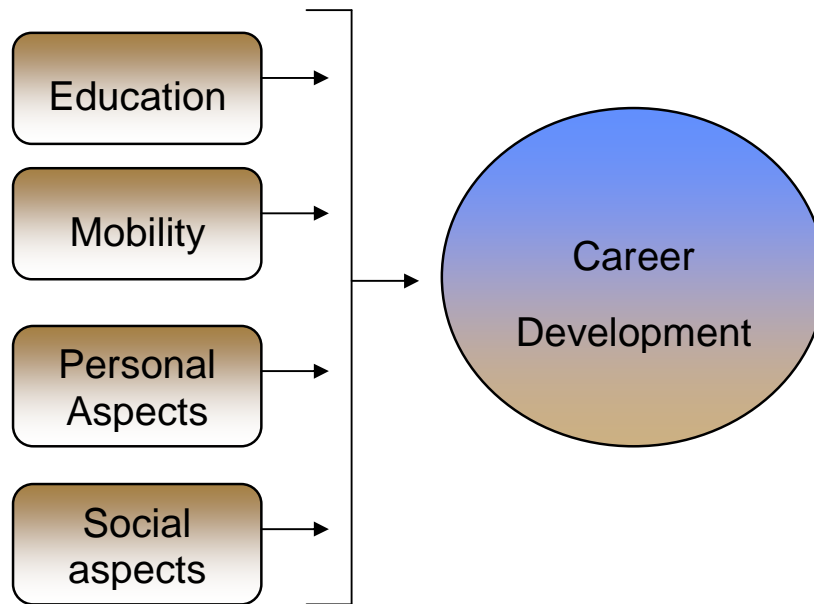 Education
Mobility
Personal
Aspects
Social
aspects
Career
Development